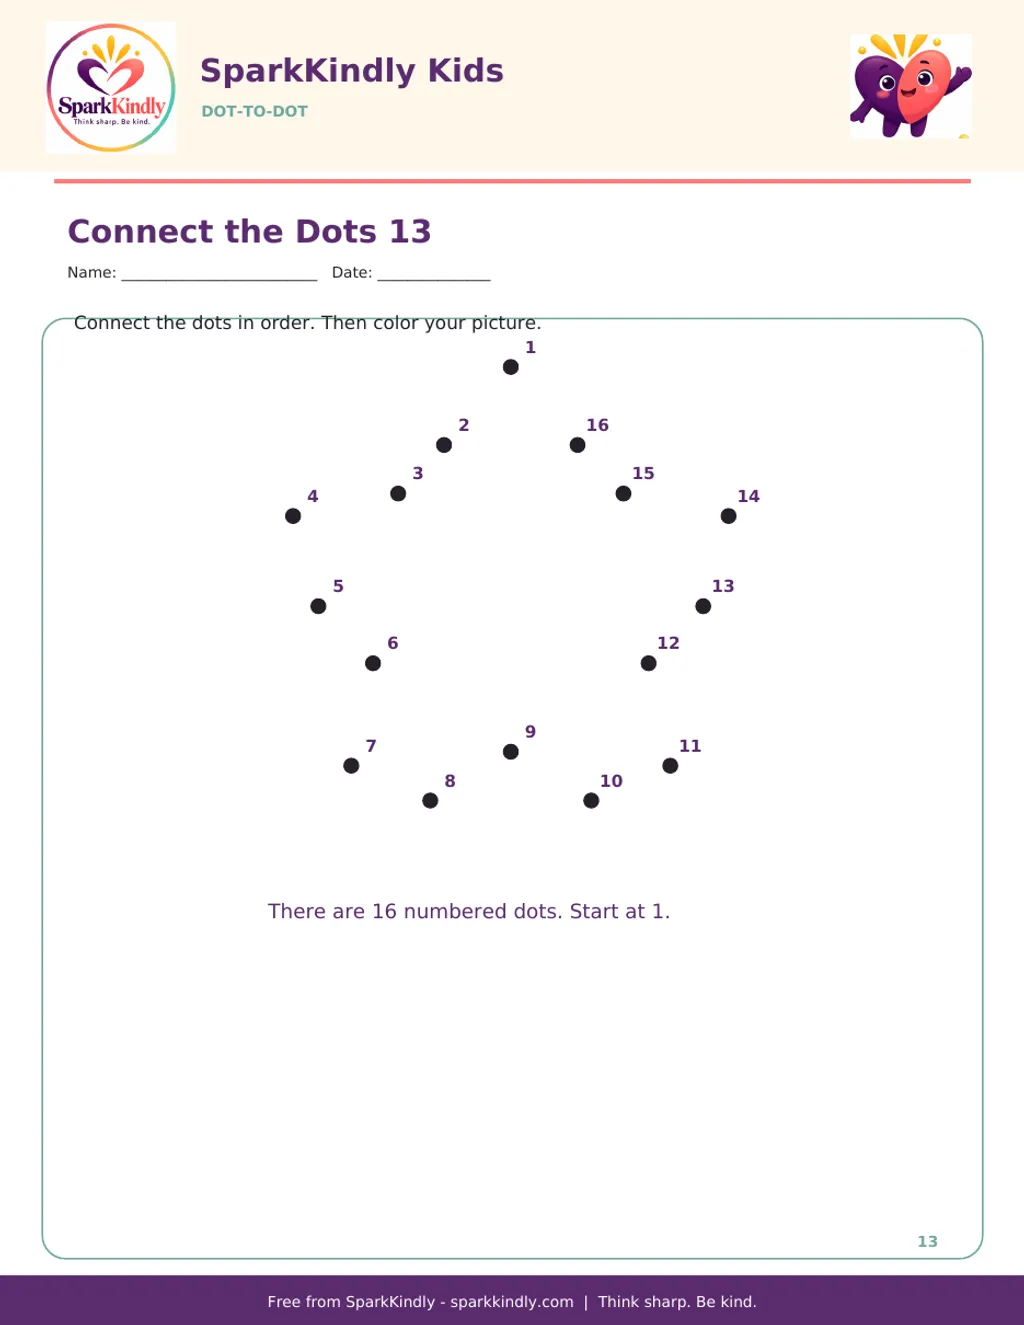 SparkKindly
Think sharp. Be kind.
SparkKindly Kids
DOT-TO-DOT
Connect the Dots 13
Name: __________________________ Date: _______________
Connect the dots in order. Then color your picture.
1
2 16
3 15
4 14
5 13
6 12
9
7 11
8 10
There are 16 numbered dots. Start at 1.
13
Free from SparkKindly - sparkkindly.com | Think sharp. Be kind.